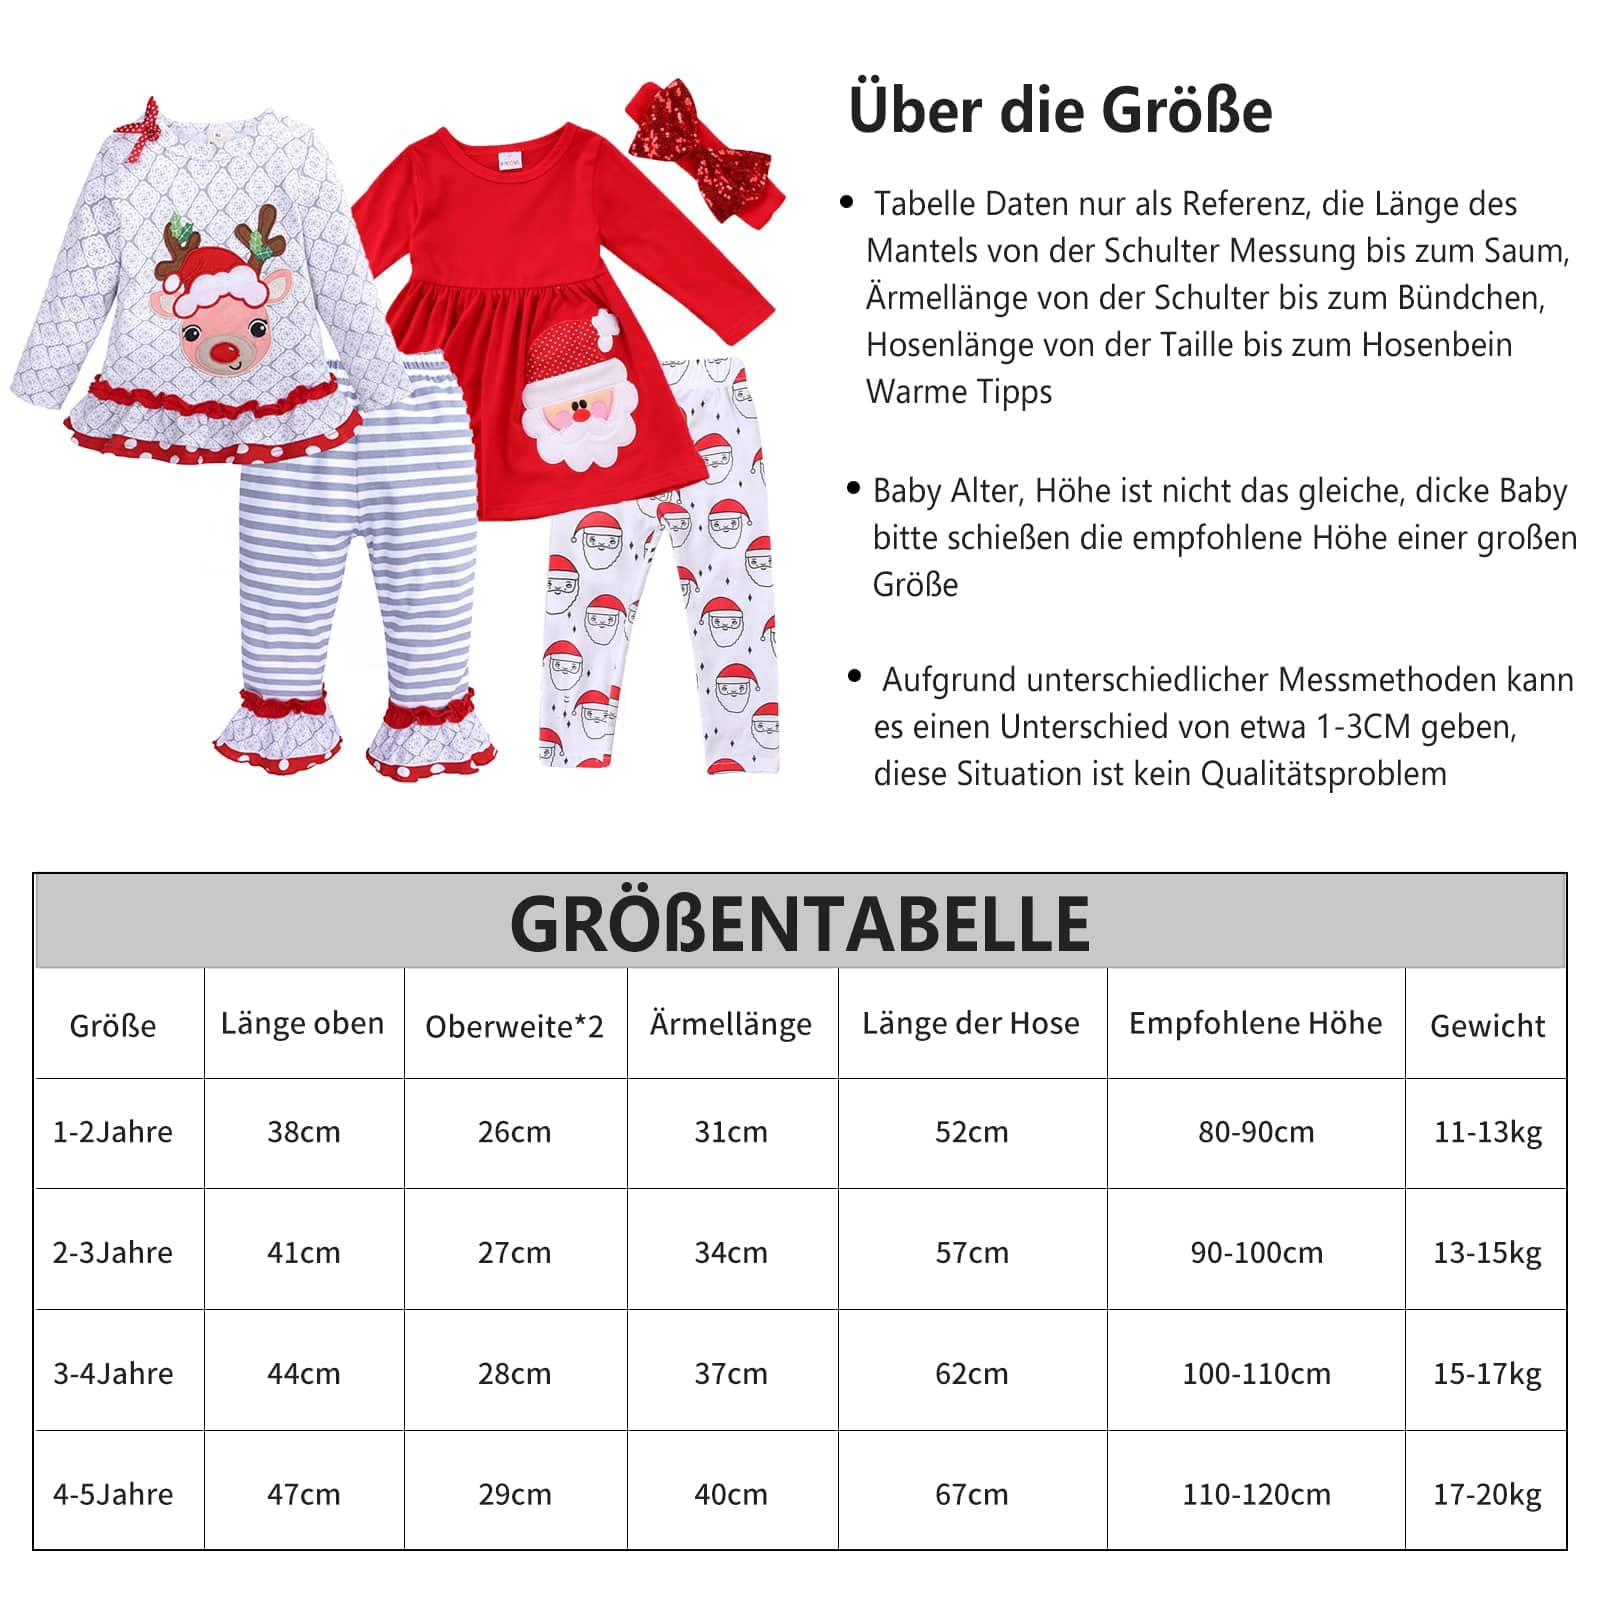 Über die Größe
• Tabelle Daten nur als Referenz, die Länge des
Mantels von der Schulter Messung bis zum Saum,
Ärmellänge von der Schulter bis zum Bündchen,
Hosenlänge von der Taille bis zum Hosenbein
Warme Tipps
• Baby Alter, Höhe ist nicht das gleiche, dicke Baby
bitte schießen die empfohlene Höhe einer großen
Größe
• Aufgrund unterschiedlicher Messmethoden kann
es einen Unterschied von etwa 1-3CM geben,
diese Situation ist kein Qualitätsproblem
GRÖßENTABELLE
Größe Länge oben Oberweite*2 Ärmellänge Länge der Hose Empfohlene Höhe Gewicht
1-2Jahre 38cm 26cm 31cm 52cm 80-90cm 11-13kg
2-3Jahre 41cm 27cm 34cm 57cm 90-100cm 13-15kg
3-4Jahre 44cm 28cm 37cm 62cm 100-110cm 15-17kg
4-5Jahre 47cm 29cm 40cm 67cm 110-120cm 17-20kg